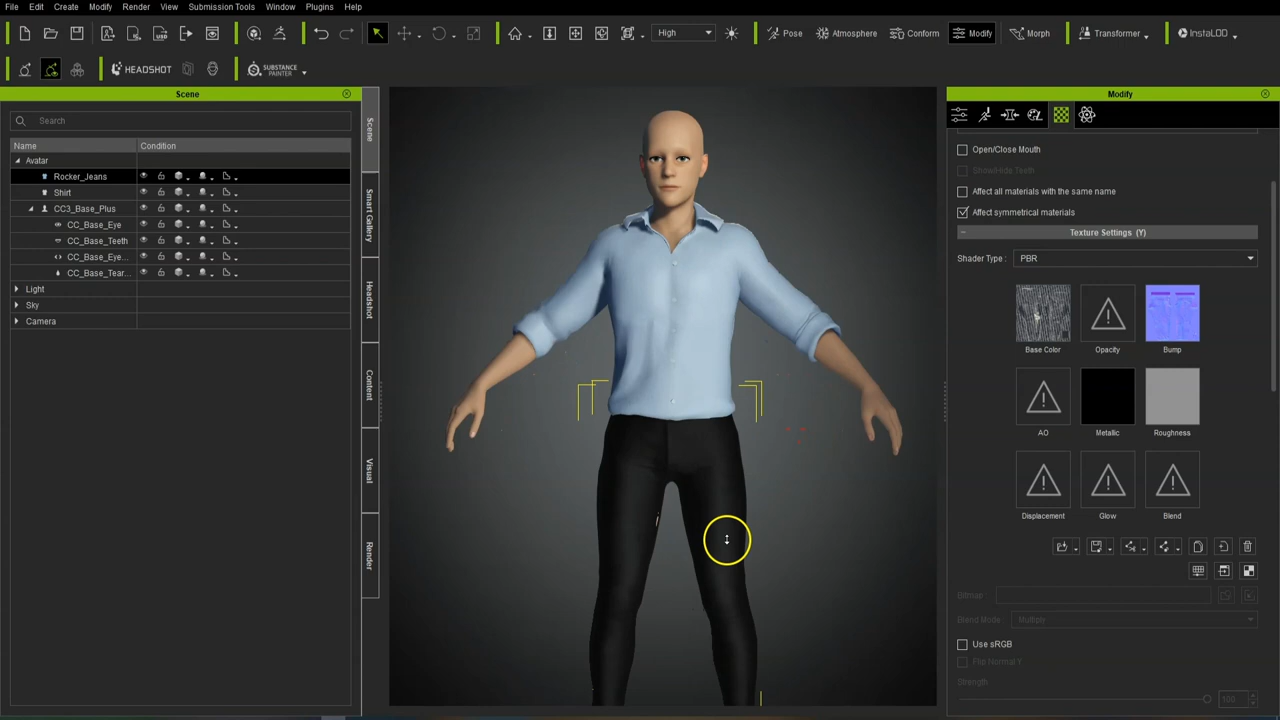 File Edit Create Modify Render View Submission Tools Window Plugins Help
High Pose Atmosphere Conform Modify Morph Transformer InstaLOD
HEADSHOT SUBSTANCE PAINTER
Scene
Search
Name Condition
Avatar
Rocker_Jeans
Shirt
CC3_Base_Plus
CC_Base_Eye
CC_Base_Teeth
CC_Base_Eye...
CC_Base_Tear...
Light
Sky
Camera
Scene
Smart Gallery
Headshot
Content
Visual
Render
Modify
Open/Close Mouth
Show/Hide Teeth
Affect all materials with the same name
Affect symmetrical materials
Texture Settings (Y)
Shader Type : PBR
Base Color Opacity Bump
AO Metallic Roughness
Displacement Glow Blend
Bitmap:
Blend Mode : Multiply
Use sRGB
Flip Normal Y
Strength
100